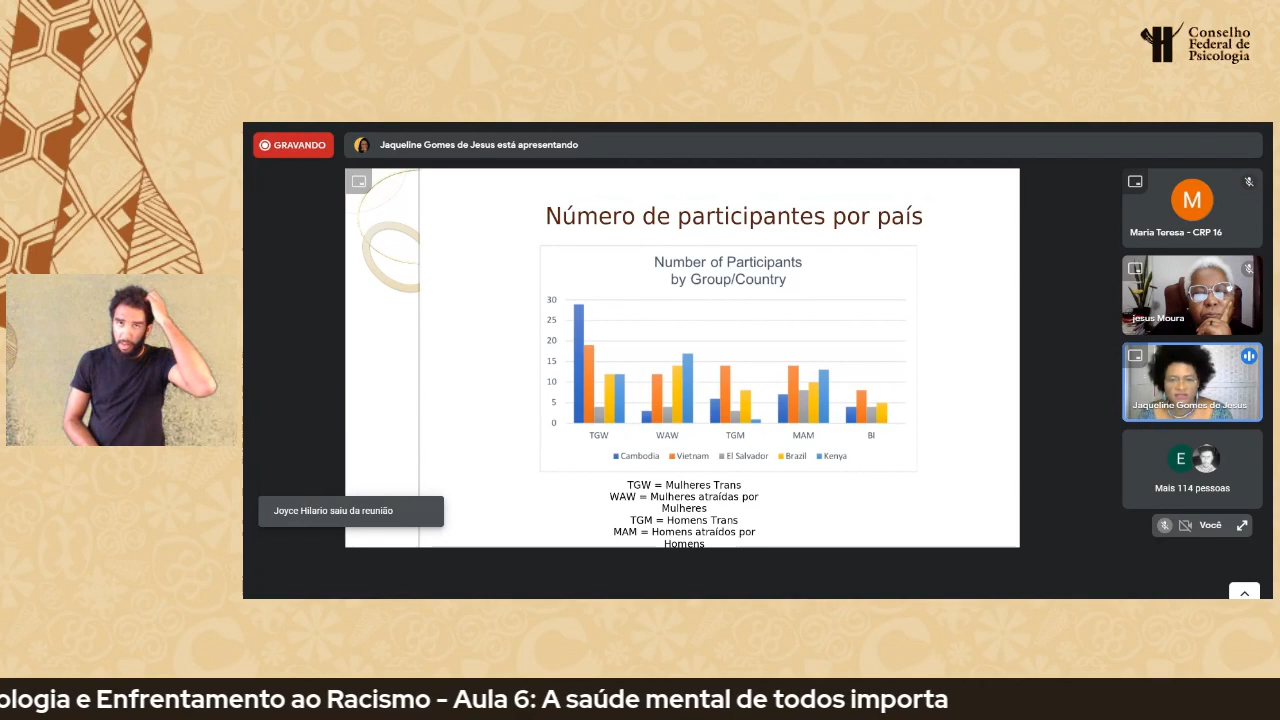 Conselho
Federal de
Psicologia
GRAVANDO
Jaqueline Gomes de Jesus está apresentando
Número de participantes por país
Number of Participants
by Group/Country
30
25
20
15
10
5
0
TGW WAW TGM MAM BI
Cambodia Vietnam El Salvador Brazil Kenya
TGW = Mulheres Trans
WAW = Mulheres atraídas por
Mulheres
TGM = Homens Trans
MAM = Homens atraídos por
Homens
Joyce Hilario saiu da reunião
M
Maria Teresa - CRP 16
jesus Moura
Jaqueline Gomes de Jesus
E
Mais 114 pessoas
Você
ologia e Enfrentamento ao Racismo - Aula 6: A saúde mental de todos importa